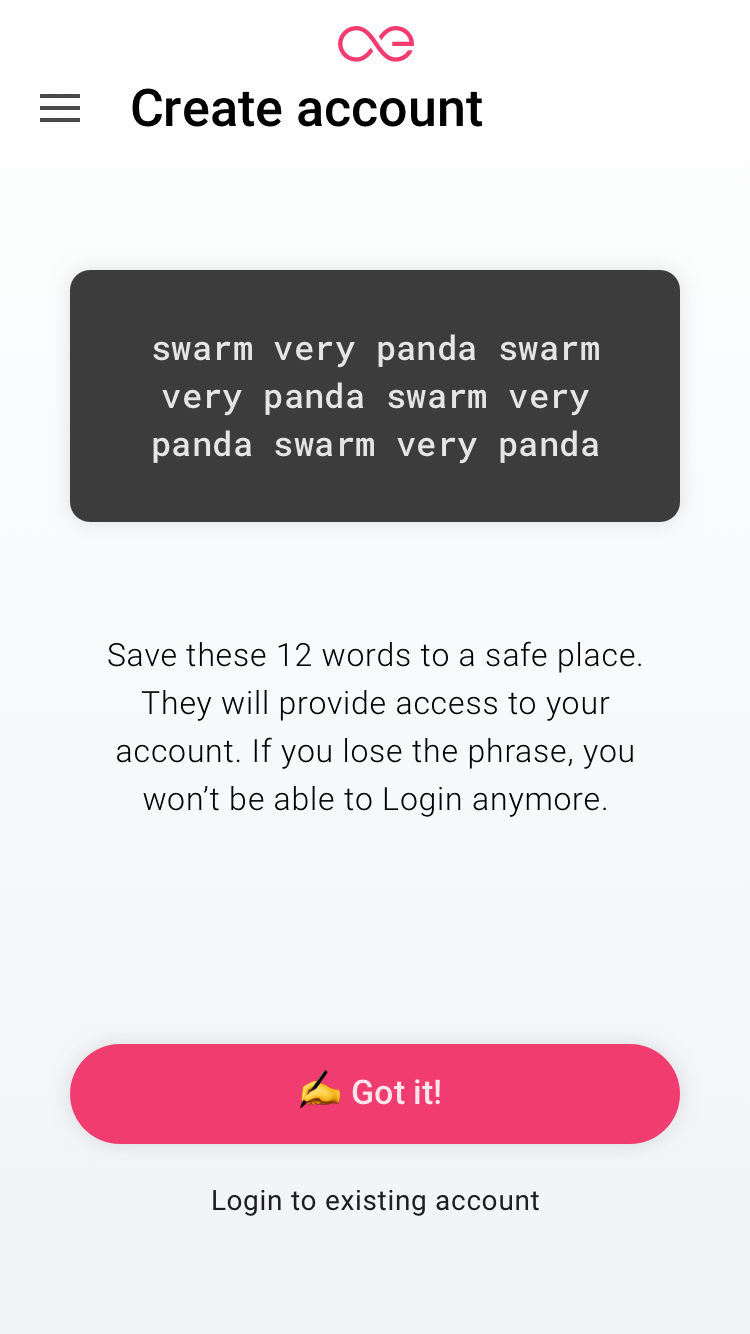 Create account
swarm very panda swarm
very panda swarm very
panda swarm very panda
Save these 12 words to a safe place.
They will provide access to your
account. If you lose the phrase, you
won’t be able to Login anymore.
✍️ Got it!
Login to existing account